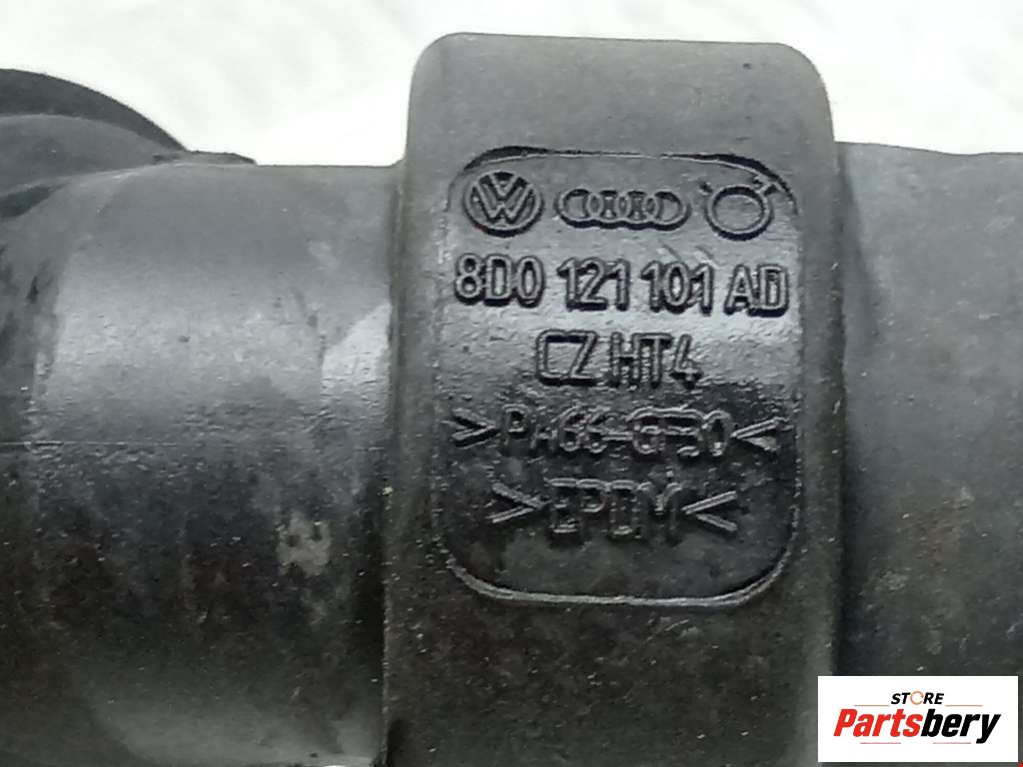 8D0 121 101 AD
CZ HT4
>PA66-GF30<
>EPDM<
STORE
Partsbery